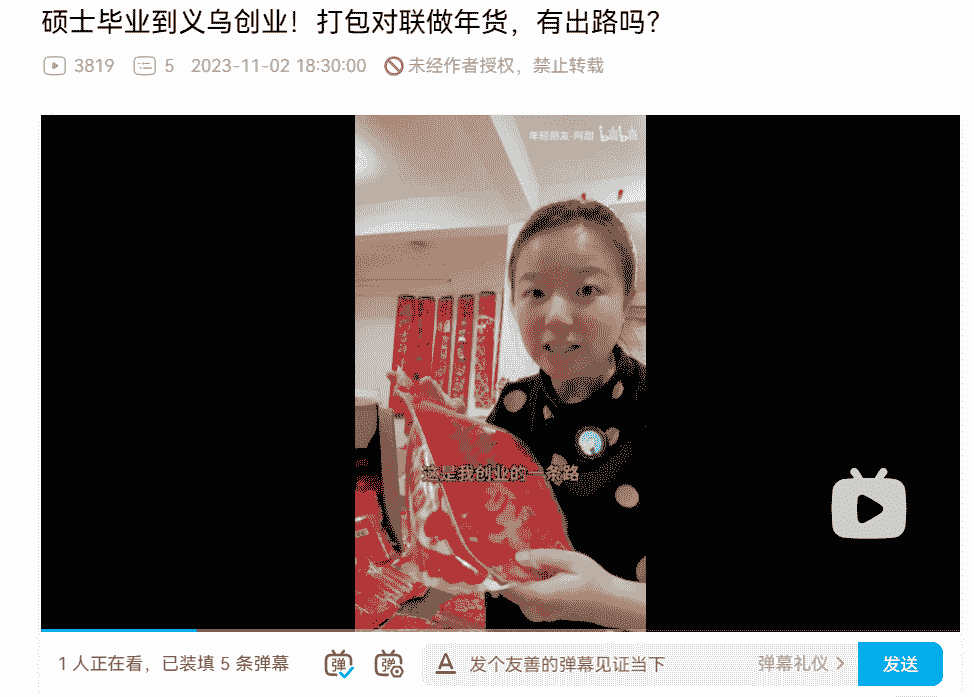 硕士毕业到义乌创业！打包对联做年货，有出路吗？
3819 5 2023-11-02 18:30:00 未经作者授权，禁止转载
年轻朋友-阿甜 bilibili
这是我创业的一条路
1 人正在看，已装填 5 条弹幕 弹 弹 A 发个友善的弹幕见证当下 弹幕礼仪 > 发送